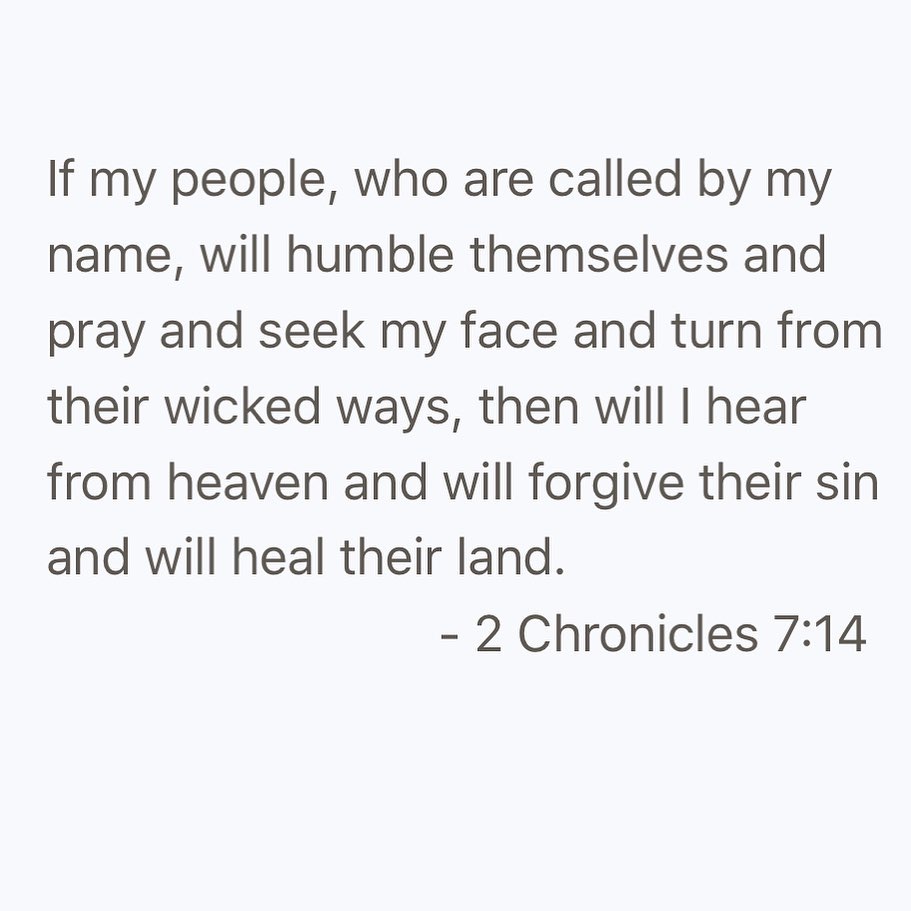 If my people, who are called by my
name, will humble themselves and
pray and seek my face and turn from
their wicked ways, then will I hear
from heaven and will forgive their sin
and will heal their land.
- 2 Chronicles 7:14